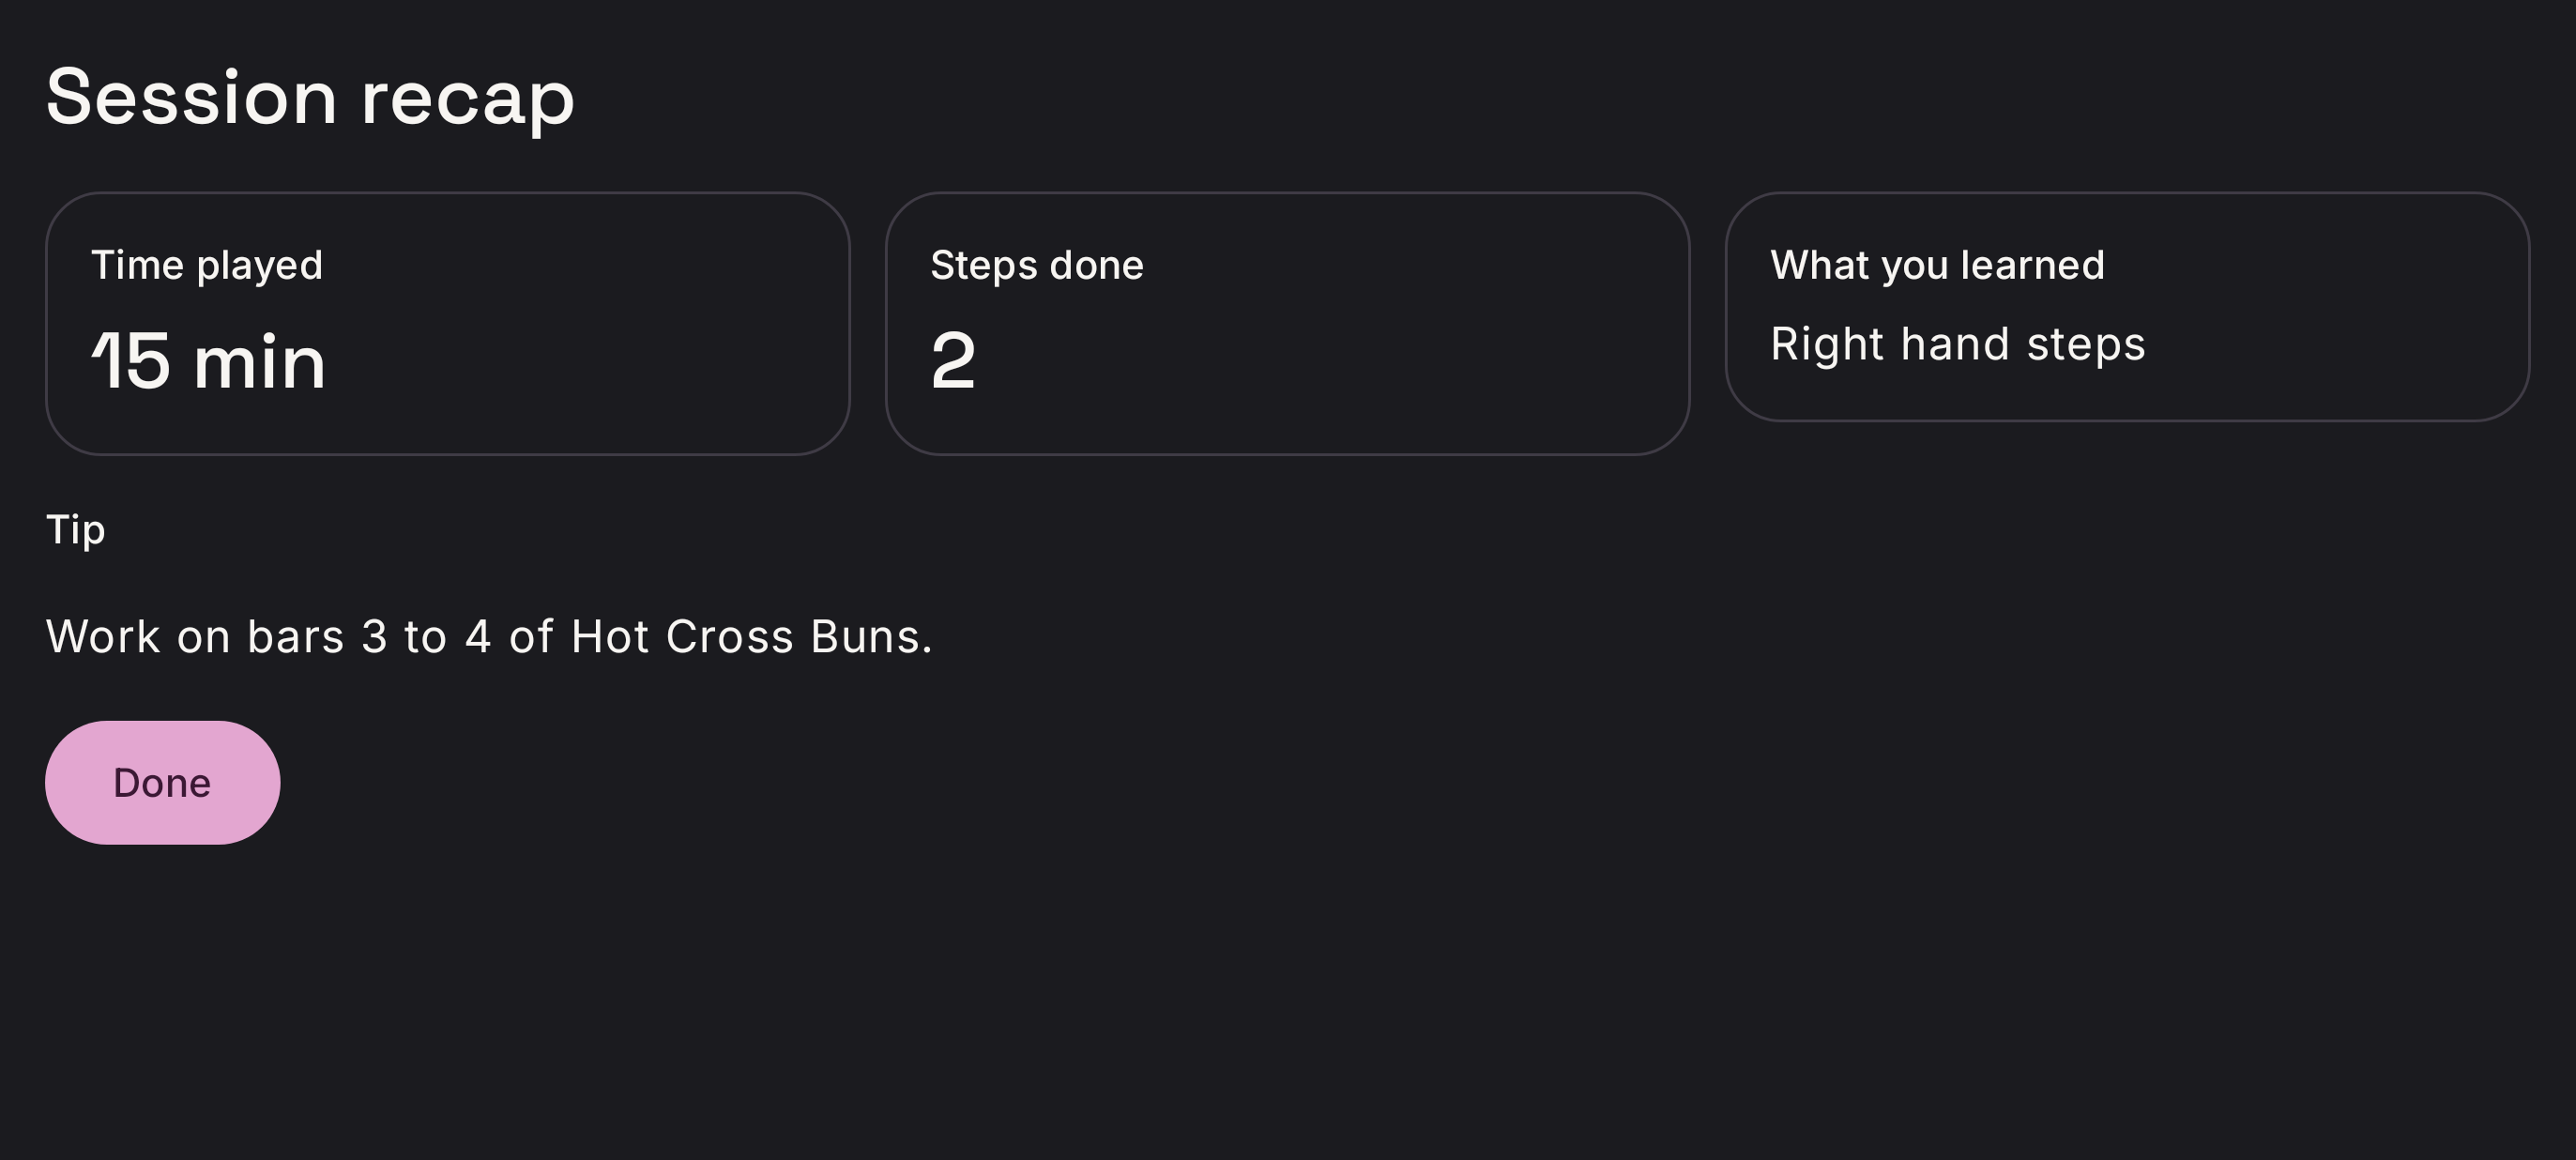 Session recap
Time played
15 min
Steps done
2
What you learned
Right hand steps
Tip
Work on bars 3 to 4 of Hot Cross Buns.
Done